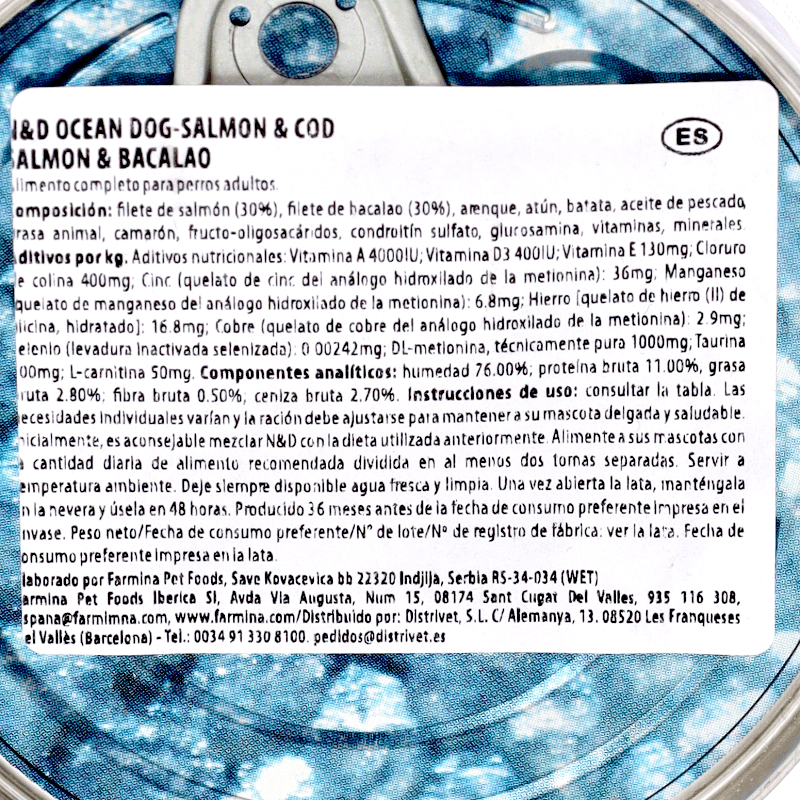 N&D OCEAN DOG-SALMON & COD
ES
SALMON & BACALAO
limento completo para perros adultos.
omposición: filete de salmón (30%), filete de bacalao (30%), arenque, atún, batata, aceite de pescado,
rasa animal, camarón, fructo-oligosacáridos, condroitín sulfato, glucosamina, vitaminas, minerales.
ditivos por kg. Aditivos nutricionales: Vitamina A 4000IU; Vitamina D3 400IU; Vitamina E 130mg; Cloruro
e colina 400mg; Cinc (quelato de cinc del análogo hidroxilado de la metionina): 36mg; Manganeso
quelato de manganeso del análogo hidroxilado de la metionina): 6.8mg; Hierro [quelato de hierro (II) de
licina, hidratado]: 16.8mg; Cobre (quelato de cobre del análogo hidroxilado de la metionina): 2.9mg;
elenio (levadura inactivada selenizada): 0.00242mg; DL-metionina, técnicamente pura 1000mg; Taurina
00mg; L-carnitina 50mg. Componentes analíticos: humedad 76.00%; proteína bruta 11.00%, grasa
ruta 2.80%; fibra bruta 0.50%; ceniza bruta 2.70%. Instrucciones de uso: consultar la tabla. Las
ecesidades individuales varían y la ración debe ajustarse para mantener a su mascota delgada y saludable.
nicialmente, es aconsejable mezclar N&D con la dieta utilizada anteriormente. Alimente a sus mascotas con
a cantidad diaria de alimento recomendada dividida en al menos dos tomas separadas. Servir a
emperatura ambiente. Deje siempre disponible agua fresca y limpia. Una vez abierta la lata, manténgala
n la nevera y úsela en 48 horas. Producido 36 meses antes de la fecha de consumo preferente impresa en el
nvase. Peso neto/Fecha de consumo preferente/N° de lote/Nº de registro de fábrica: ver la lata. Fecha de
onsumo preferente impresa en la lata.
laborado por Farmina Pet Foods, Save Kovacevica bb 22320 Indjija, Serbia RS-34-034 (WET)
armina Pet Foods Iberica Sl, Avda Via Augusta, Num 15, 08174 Sant Cugat Del Valles, 935 116 308,
spana@farmimna.com, www.farmina.com/Distribuido por: Distrivet, S.L. C/ Alemanya, 13. 08520 Les Franqueses
el Vallès (Barcelona) - Tel.: 0034 91 330 8100. pedidos@distrivet.es